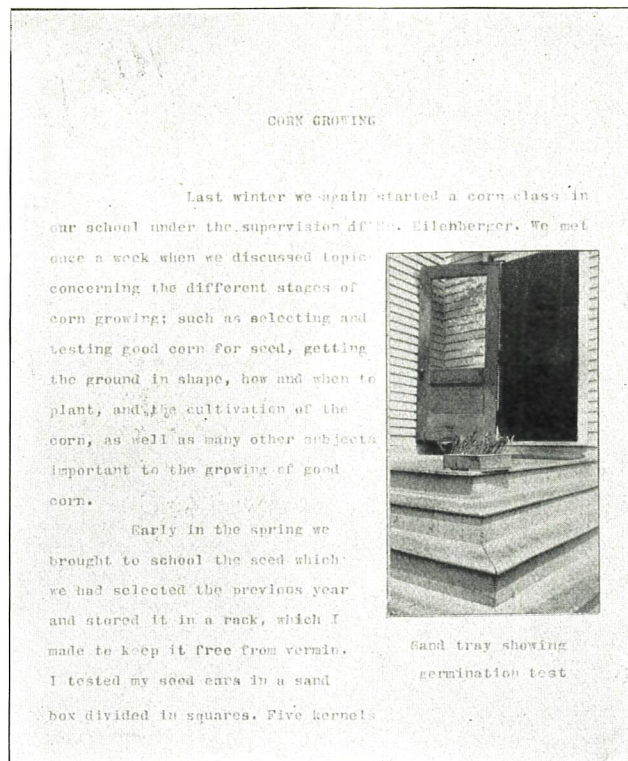 CORN GROWING
Last winter we again started a corn class in
our school under the supervision of Mr. Eilenberger. We met
once a week when we discussed topics
concerning the different stages of
corn growing; such as selecting and
testing good corn for seed, getting
the ground in shape, how and when to
plant, and the cultivation of the
corn, as well as many other subjects
important to the growing of good
corn.
Early in the spring we
brought to school the seed which
we had selected the previous year
and stored it in a rack, which I
made to keep it free from vermin.
I tested my seed ears in a sand
box divided in squares. Five kernels
Sand tray showing
germination test